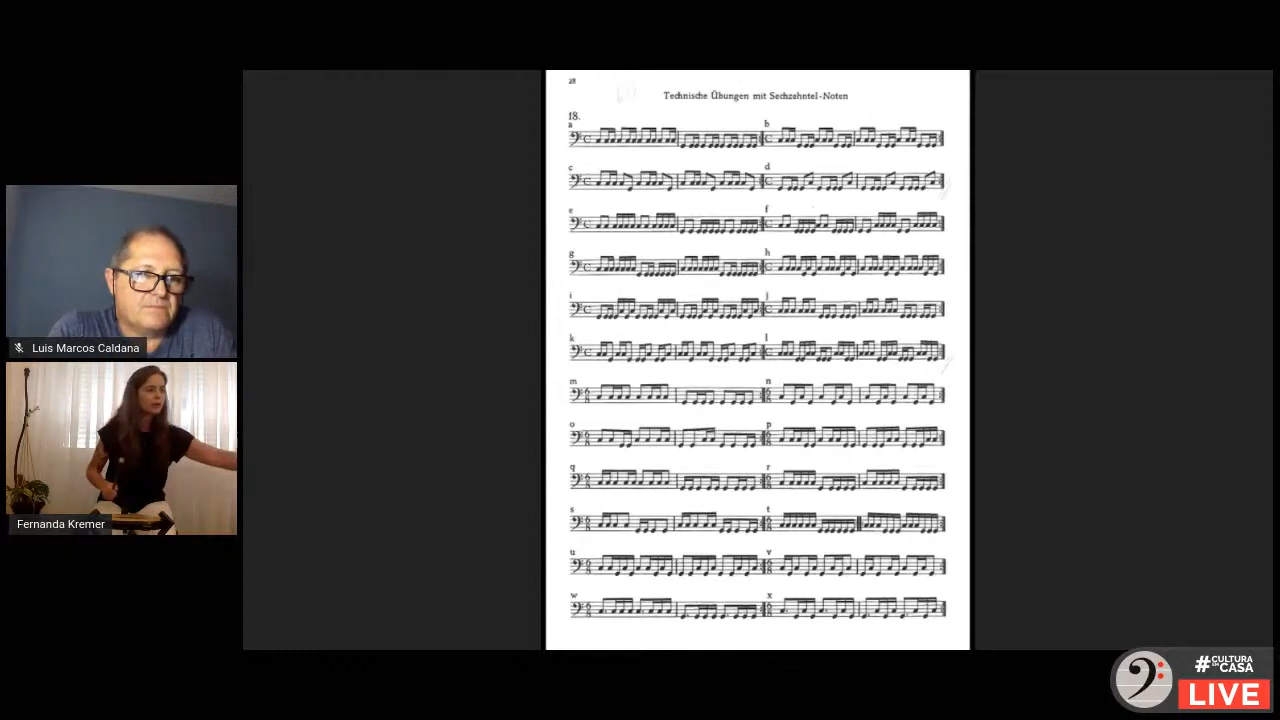 28
Technische Übungen mit Sechzehntel-Noten
18.
a
b
c
d
e
f
g
h
i
j
k
l
m
n
o
p
q
r
s
t
u
v
w
x
Luis Marcos Caldana
Fernanda Kremer
#CULTURA EM CASA
LIVE